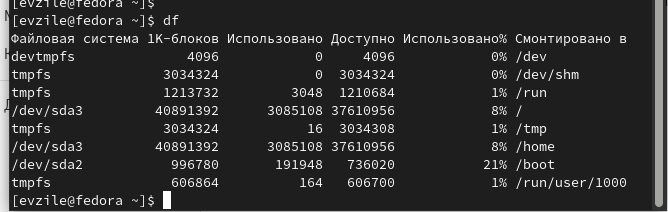 [evzile@fedora ~]$
[evzile@fedora ~]$ df
Файловая система 1K-блоков Использовано Доступно Использовано% Смонтировано в
devtmpfs 4096 0 4096 0% /dev
tmpfs 3034324 0 3034324 0% /dev/shm
tmpfs 1213732 3048 1210684 1% /run
/dev/sda3 40891392 3085108 37610956 8% /
tmpfs 3034324 16 3034308 1% /tmp
/dev/sda3 40891392 3085108 37610956 8% /home
/dev/sda2 996780 191948 736020 21% /boot
tmpfs 606864 164 606700 1% /run/user/1000
[evzile@fedora ~]$